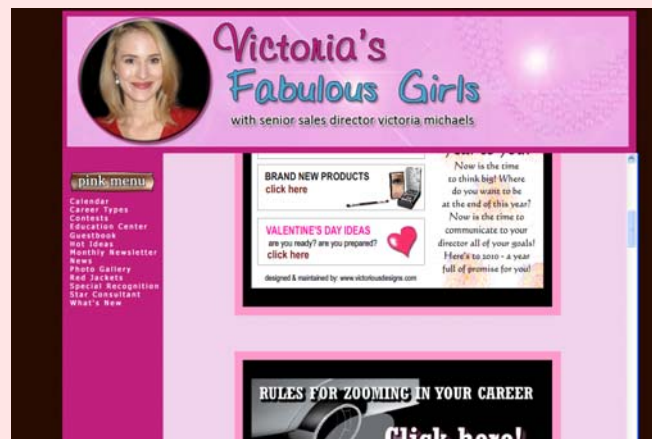 Victoria's
Fabulous Girls
with senior sales director victoria michaels
pink menu
Calendar
Career Types
Contests
Education Center
Guestbook
Hot Ideas
Monthly Newsletter
News
Photo Gallery
Red Jackets
Special Recognition
Star Consultant
What's New
BRAND NEW PRODUCTS
click here
VALENTINE'S DAY IDEAS
are you ready? are you prepared?
click here
designed & maintained by: www.victoriousdesigns.com
Now is the time
to think big! Where
do you want to be
at the end of this year?
Now is the time to
communicate to your
director all of your goals!
Here's to 2010 - a year
full of promise for you!
RULES FOR ZOOMING IN YOUR CAREER
Click here!